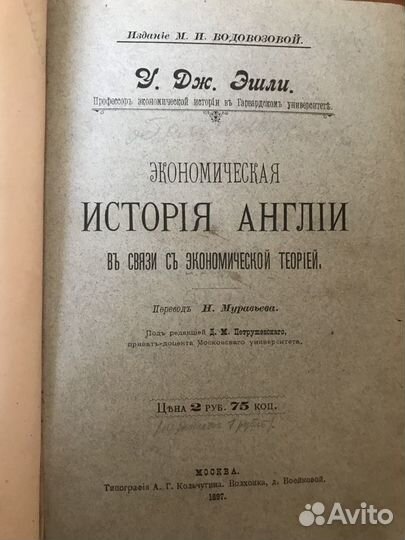 Изданіе М. И. ВОДОВОЗОВОЙ.
У. Дж. Эшли.
Профессоръ экономической исторіи въ Гарвардскомъ университетѣ.
ЭКОНОМИЧЕСКАЯ
ИСТОРІЯ АНГЛІИ
ВЪ СВЯЗИ СЪ ЭКОНОМИЧЕСКОЙ ТЕОРІЕЙ.
Переводъ Н. Муравьева.
Подъ редакціей Д. М. Петрушевскаго,
приватъ-доцента Московскаго университета.
ЦѢНА 2 РУБ. 75 КОП.
МОСКВА.
Типографія А. Г. Кольчугина. Волхонка, д. Воейковой.
1897.
Avito